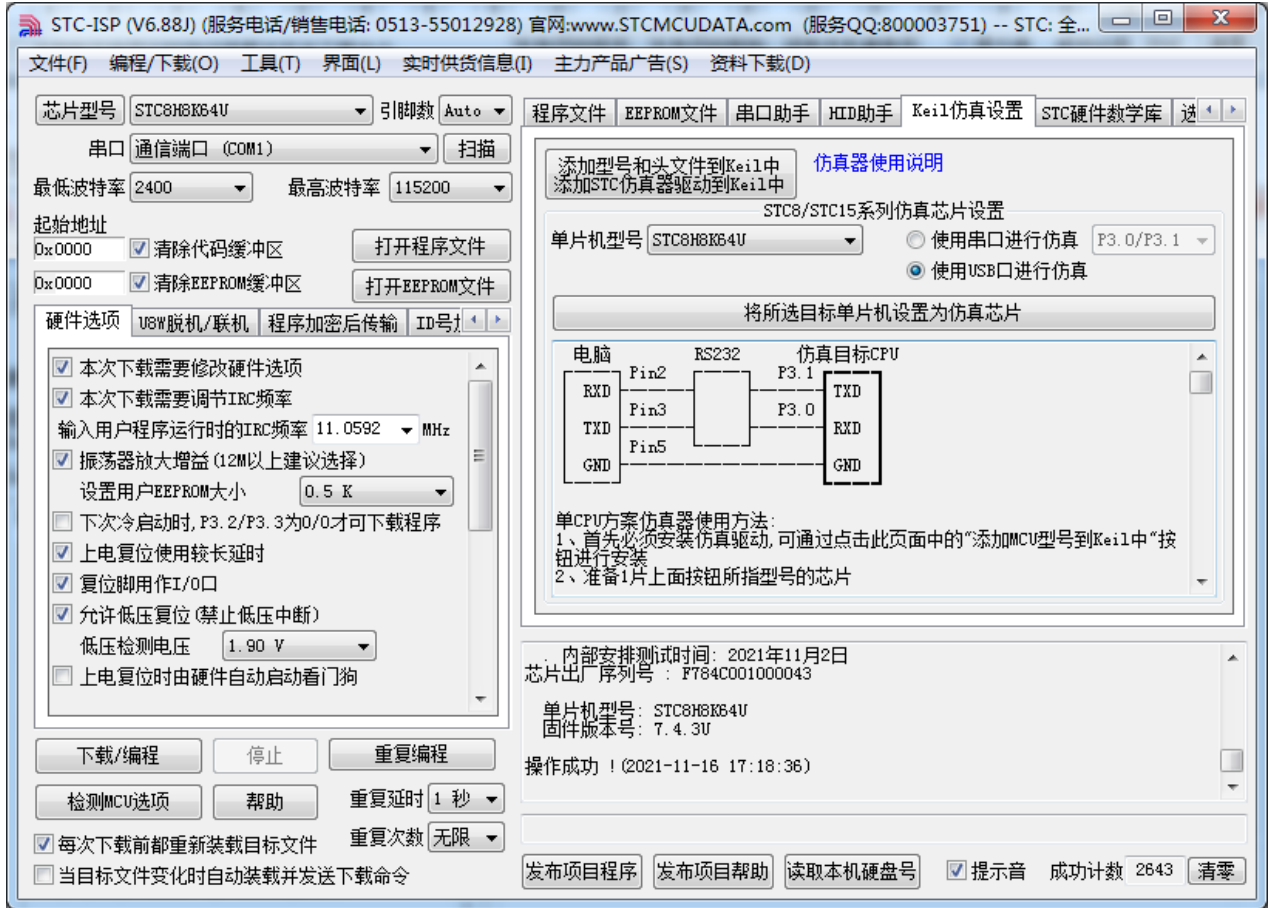 STC-ISP (V6.88J) (服务电话/销售电话: 0513-55012928) 官网:www.STCMCUDATA.com (服务QQ:800003751) -- STC: 全...
文件(F) 编程/下载(O) 工具(T) 界面(L) 实时供货信息(I) 主力产品广告(S) 资料下载(D)
芯片型号 STC8H8K64U 引脚数 Auto
串口 通信端口 (COM1) 扫描
最低波特率 2400 最高波特率 115200
起始地址
0x0000 清除代码缓冲区 打开程序文件
0x0000 清除EEPROM缓冲区 打开EEPROM文件
硬件选项 U8W脱机/联机 程序加密后传输 ID号
本次下载需要修改硬件选项
本次下载需要调节IRC频率
输入用户程序运行时的IRC频率 11.0592 MHz
振荡器放大增益(12M以上建议选择)
设置用户EEPROM大小 0.5 K
下次冷启动时,P3.2/P3.3为0/0才可下载程序
上电复位使用较长延时
复位脚用作I/O口
允许低压复位(禁止低压中断)
低压检测电压 1.90 V
上电复位时由硬件自动启动看门狗
下载/编程 停止 重复编程
检测MCU选项 帮助 重复延时 1 秒
每次下载前都重新装载目标文件 重复次数 无限
当目标文件变化时自动装载并发送下载命令
程序文件 EEPROM文件 串口助手 HID助手 Keil仿真设置 STC硬件数学库 选
添加型号和头文件到Keil中 仿真器使用说明
添加STC仿真器驱动到Keil中
STC8/STC15系列仿真芯片设置
单片机型号 STC8H8K64U 使用串口进行仿真 P3.0/P3.1
使用USB口进行仿真
将所选目标单片机设置为仿真芯片
电脑 RS232 仿真目标CPU
Pin2 P3.1
RXD TXD
Pin3 P3.0
TXD RXD
Pin5
GND GND
单CPU方案仿真器使用方法:
1、首先必须安装仿真驱动,可通过点击此页面中的"添加MCU型号到Keil中"按
钮进行安装
2、准备1片上面按钮所指型号的芯片
. 内部安排测试时间: 2021年11月2日
芯片出厂序列号 : F784C001000043
单片机型号: STC8H8K64U
固件版本号: 7.4.3U
操作成功 !(2021-11-16 17:18:36)
发布项目程序 发布项目帮助 读取本机硬盘号 提示音 成功计数 2643 清零